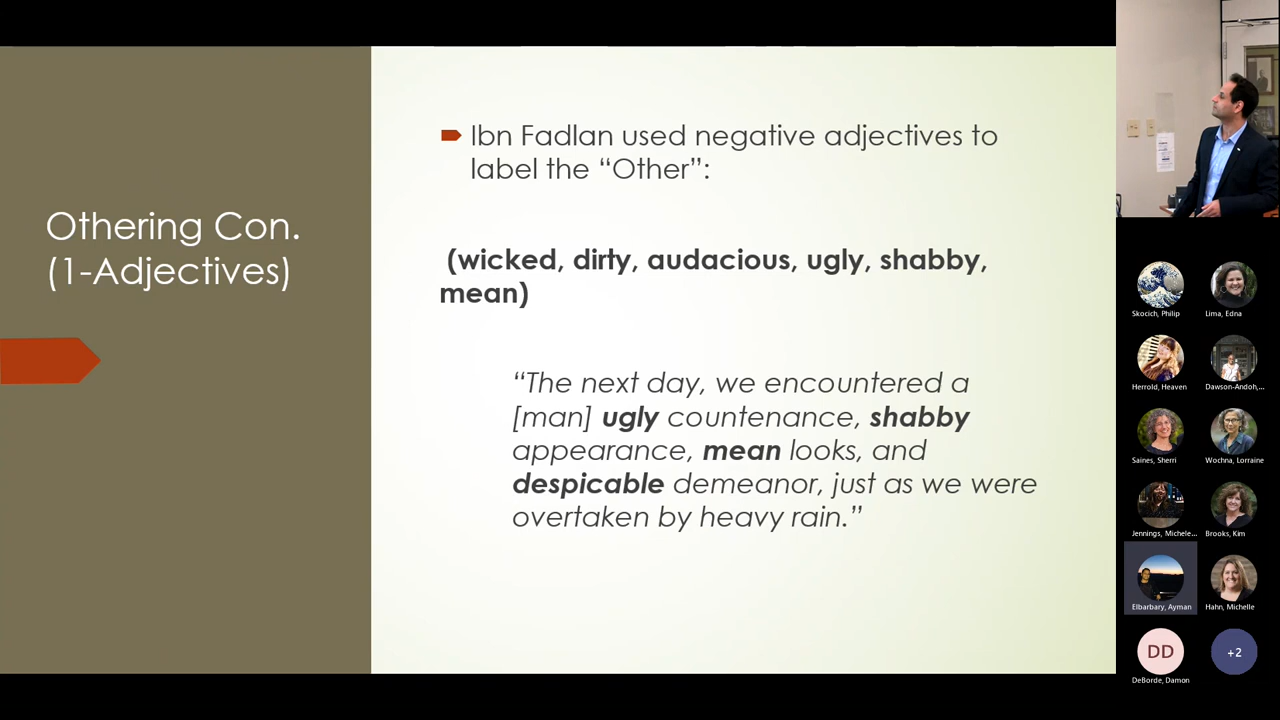 Othering Con.
(1-Adjectives)
Ibn Fadlan used negative adjectives to
label the “Other”:
(wicked, dirty, audacious, ugly, shabby,
mean)
“The next day, we encountered a
[man] ugly countenance, shabby
appearance, mean looks, and
despicable demeanor, just as we were
overtaken by heavy rain.”
Skocich, Philip
Lima, Edna
Herrold, Heaven
Dawson-Andoh,...
Saines, Sherri
Wochna, Lorraine
Jennings, Michele...
Brooks, Kim
Elbarbary, Ayman
Hahn, Michelle
DD
+2
DeBorde, Damon